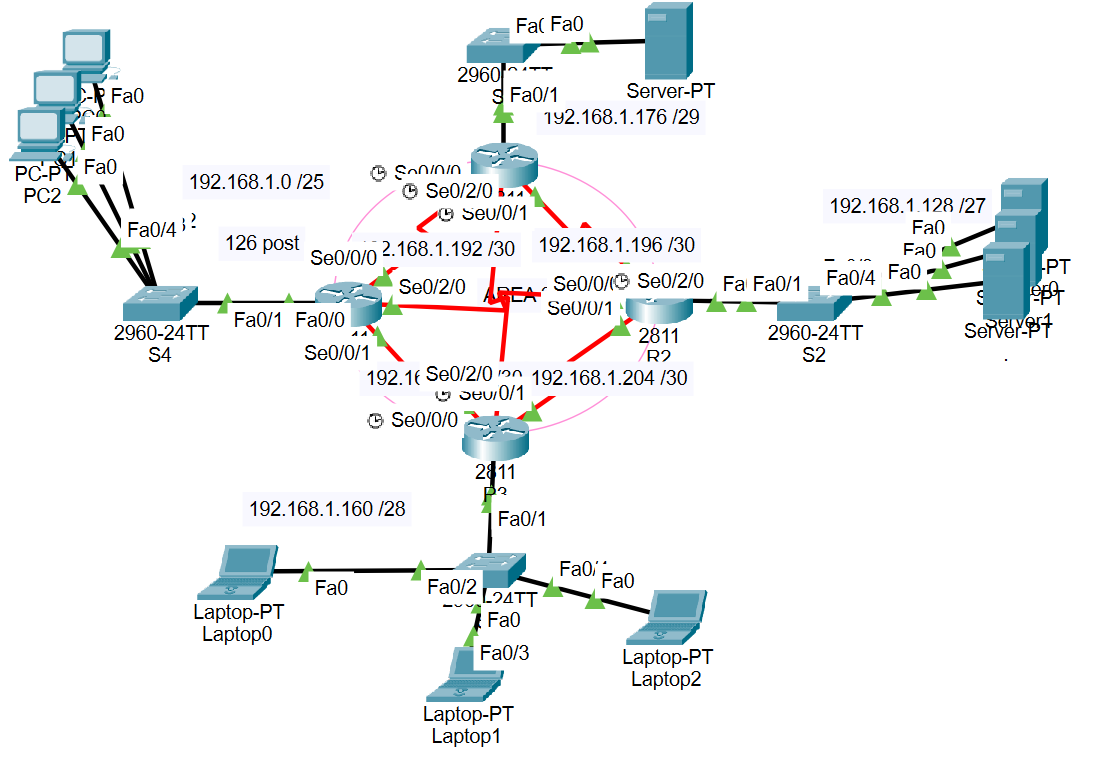 Fa0
Fa0/1
Server-PT
192.168.1.176 /29
Fa0
Fa0
Fa0
PC2
192.168.1.0 /25
126 post
Fa0/4
Se0/0/0
Se0/2/0
Se0/0/1
192.168.1.128 /27
Fa0
Fa0
Fa0
Fa0/4
Se0/0/0
192.168.1.196 /30
Se0/2/0
Se0/0/1
Se0/2/0
Fa0/1
Fa0/1
Fa0/0
2960-24TT
S4
Se0/0/1
2811
R2
2960-24TT
S2
Server-PT
Se0/2/0
192.168.1.204 /30
Se0/0/1
Se0/0/0
2811
192.168.1.160 /28
Fa0/1
Fa0
Fa0/2
Fa0
Fa0
Fa0/3
Laptop-PT
Laptop0
Laptop-PT
Laptop2
Laptop-PT
Laptop1